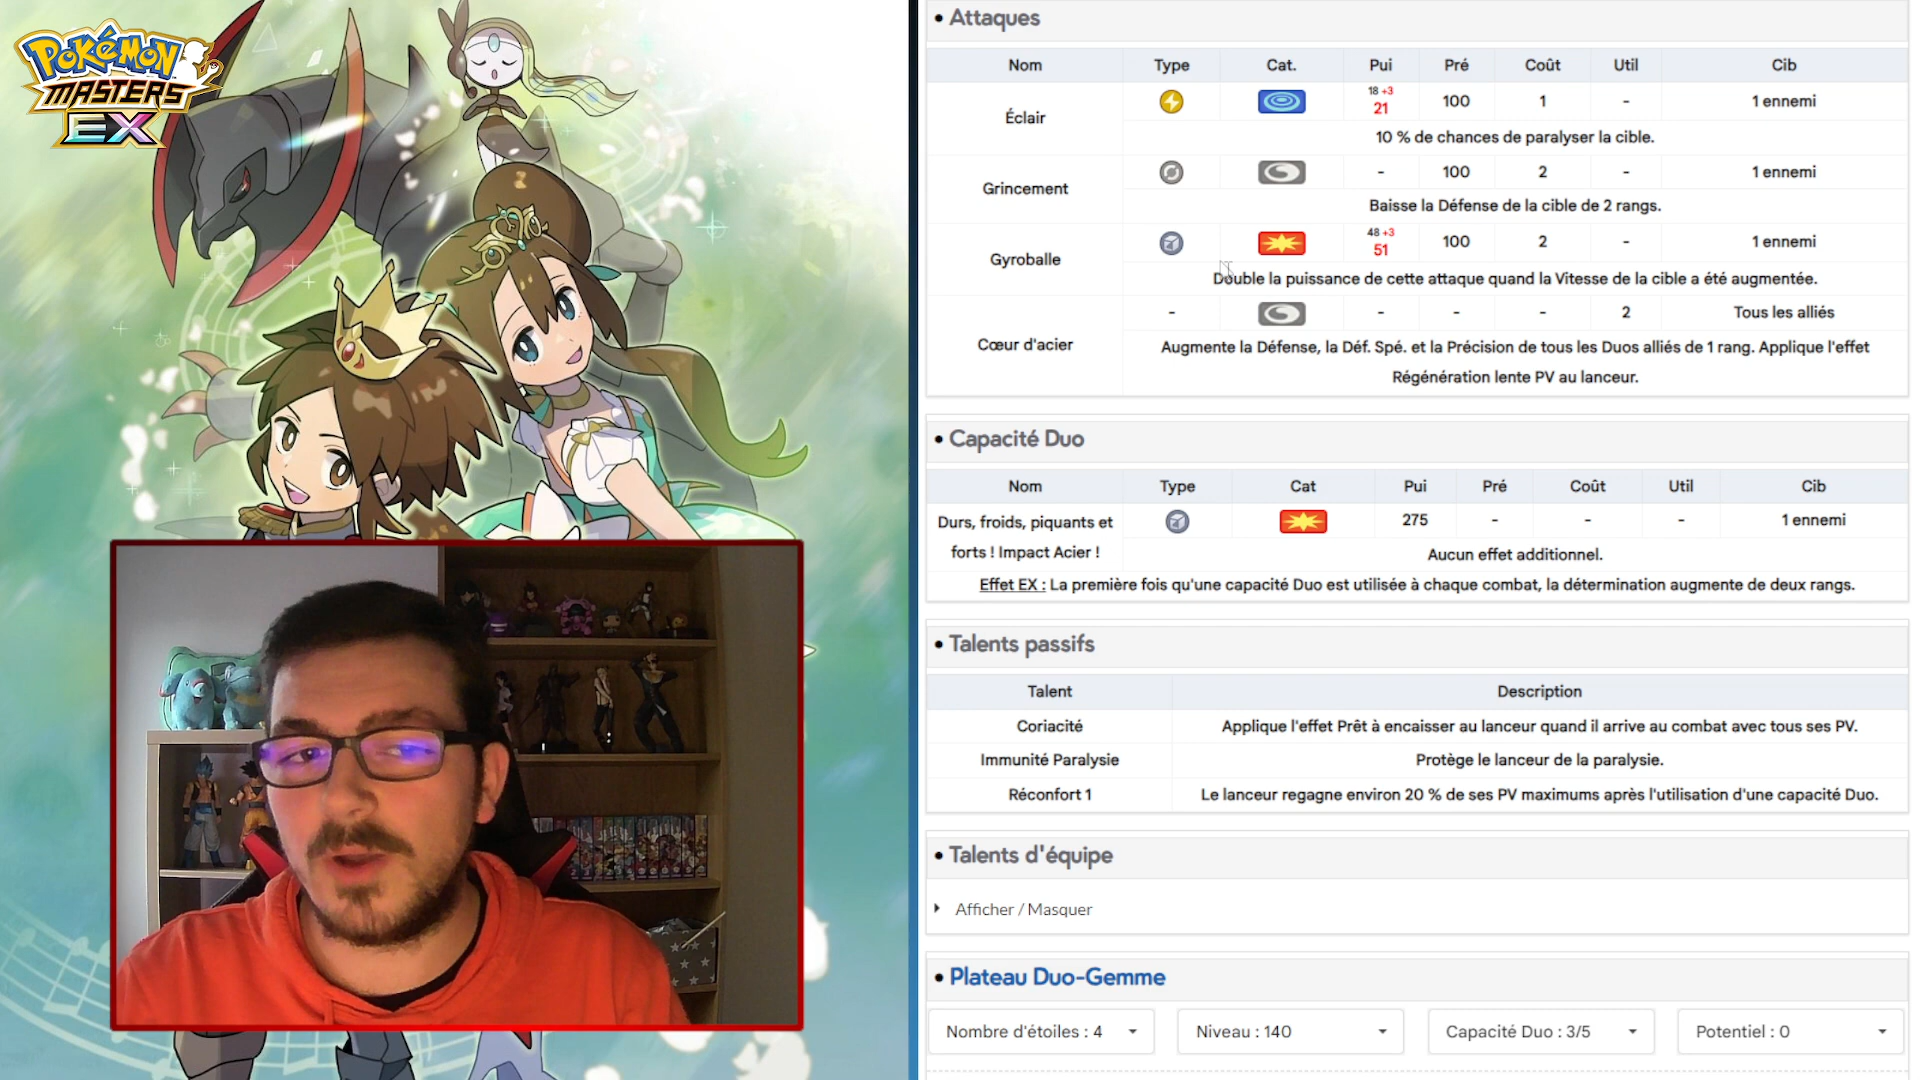 POKéMON
MASTERS
EX
• Attaques
Nom Type Cat. Pui Pré Coût Util Cib
Éclair 18 +3 21 100 1 - 1 ennemi
10 % de chances de paralyser la cible.
Grincement - 100 2 - 1 ennemi
Baisse la Défense de la cible de 2 rangs.
Gyroballe 48 +3 51 100 2 - 1 ennemi
Double la puissance de cette attaque quand la Vitesse de la cible a été augmentée.
Cœur d'acier - - - - 2 Tous les alliés
Augmente la Défense, la Déf. Spé. et la Précision de tous les Duos alliés de 1 rang. Applique l'effet
Régénération lente PV au lanceur.
• Capacité Duo
Nom Type Cat Pui Pré Coût Util Cib
Durs, froids, piquants et
forts ! Impact Acier !
275 - - - 1 ennemi
Aucun effet additionnel.
Effet EX : La première fois qu'une capacité Duo est utilisée à chaque combat, la détermination augmente de deux rangs.
• Talents passifs
Talent Description
Coriacité Applique l'effet Prêt à encaisser au lanceur quand il arrive au combat avec tous ses PV.
Immunité Paralysie Protège le lanceur de la paralysie.
Réconfort 1 Le lanceur regagne environ 20 % de ses PV maximums après l'utilisation d'une capacité Duo.
• Talents d'équipe
Afficher / Masquer
• Plateau Duo-Gemme
Nombre d'étoiles : 4 Niveau : 140 Capacité Duo : 3/5 Potentiel : 0